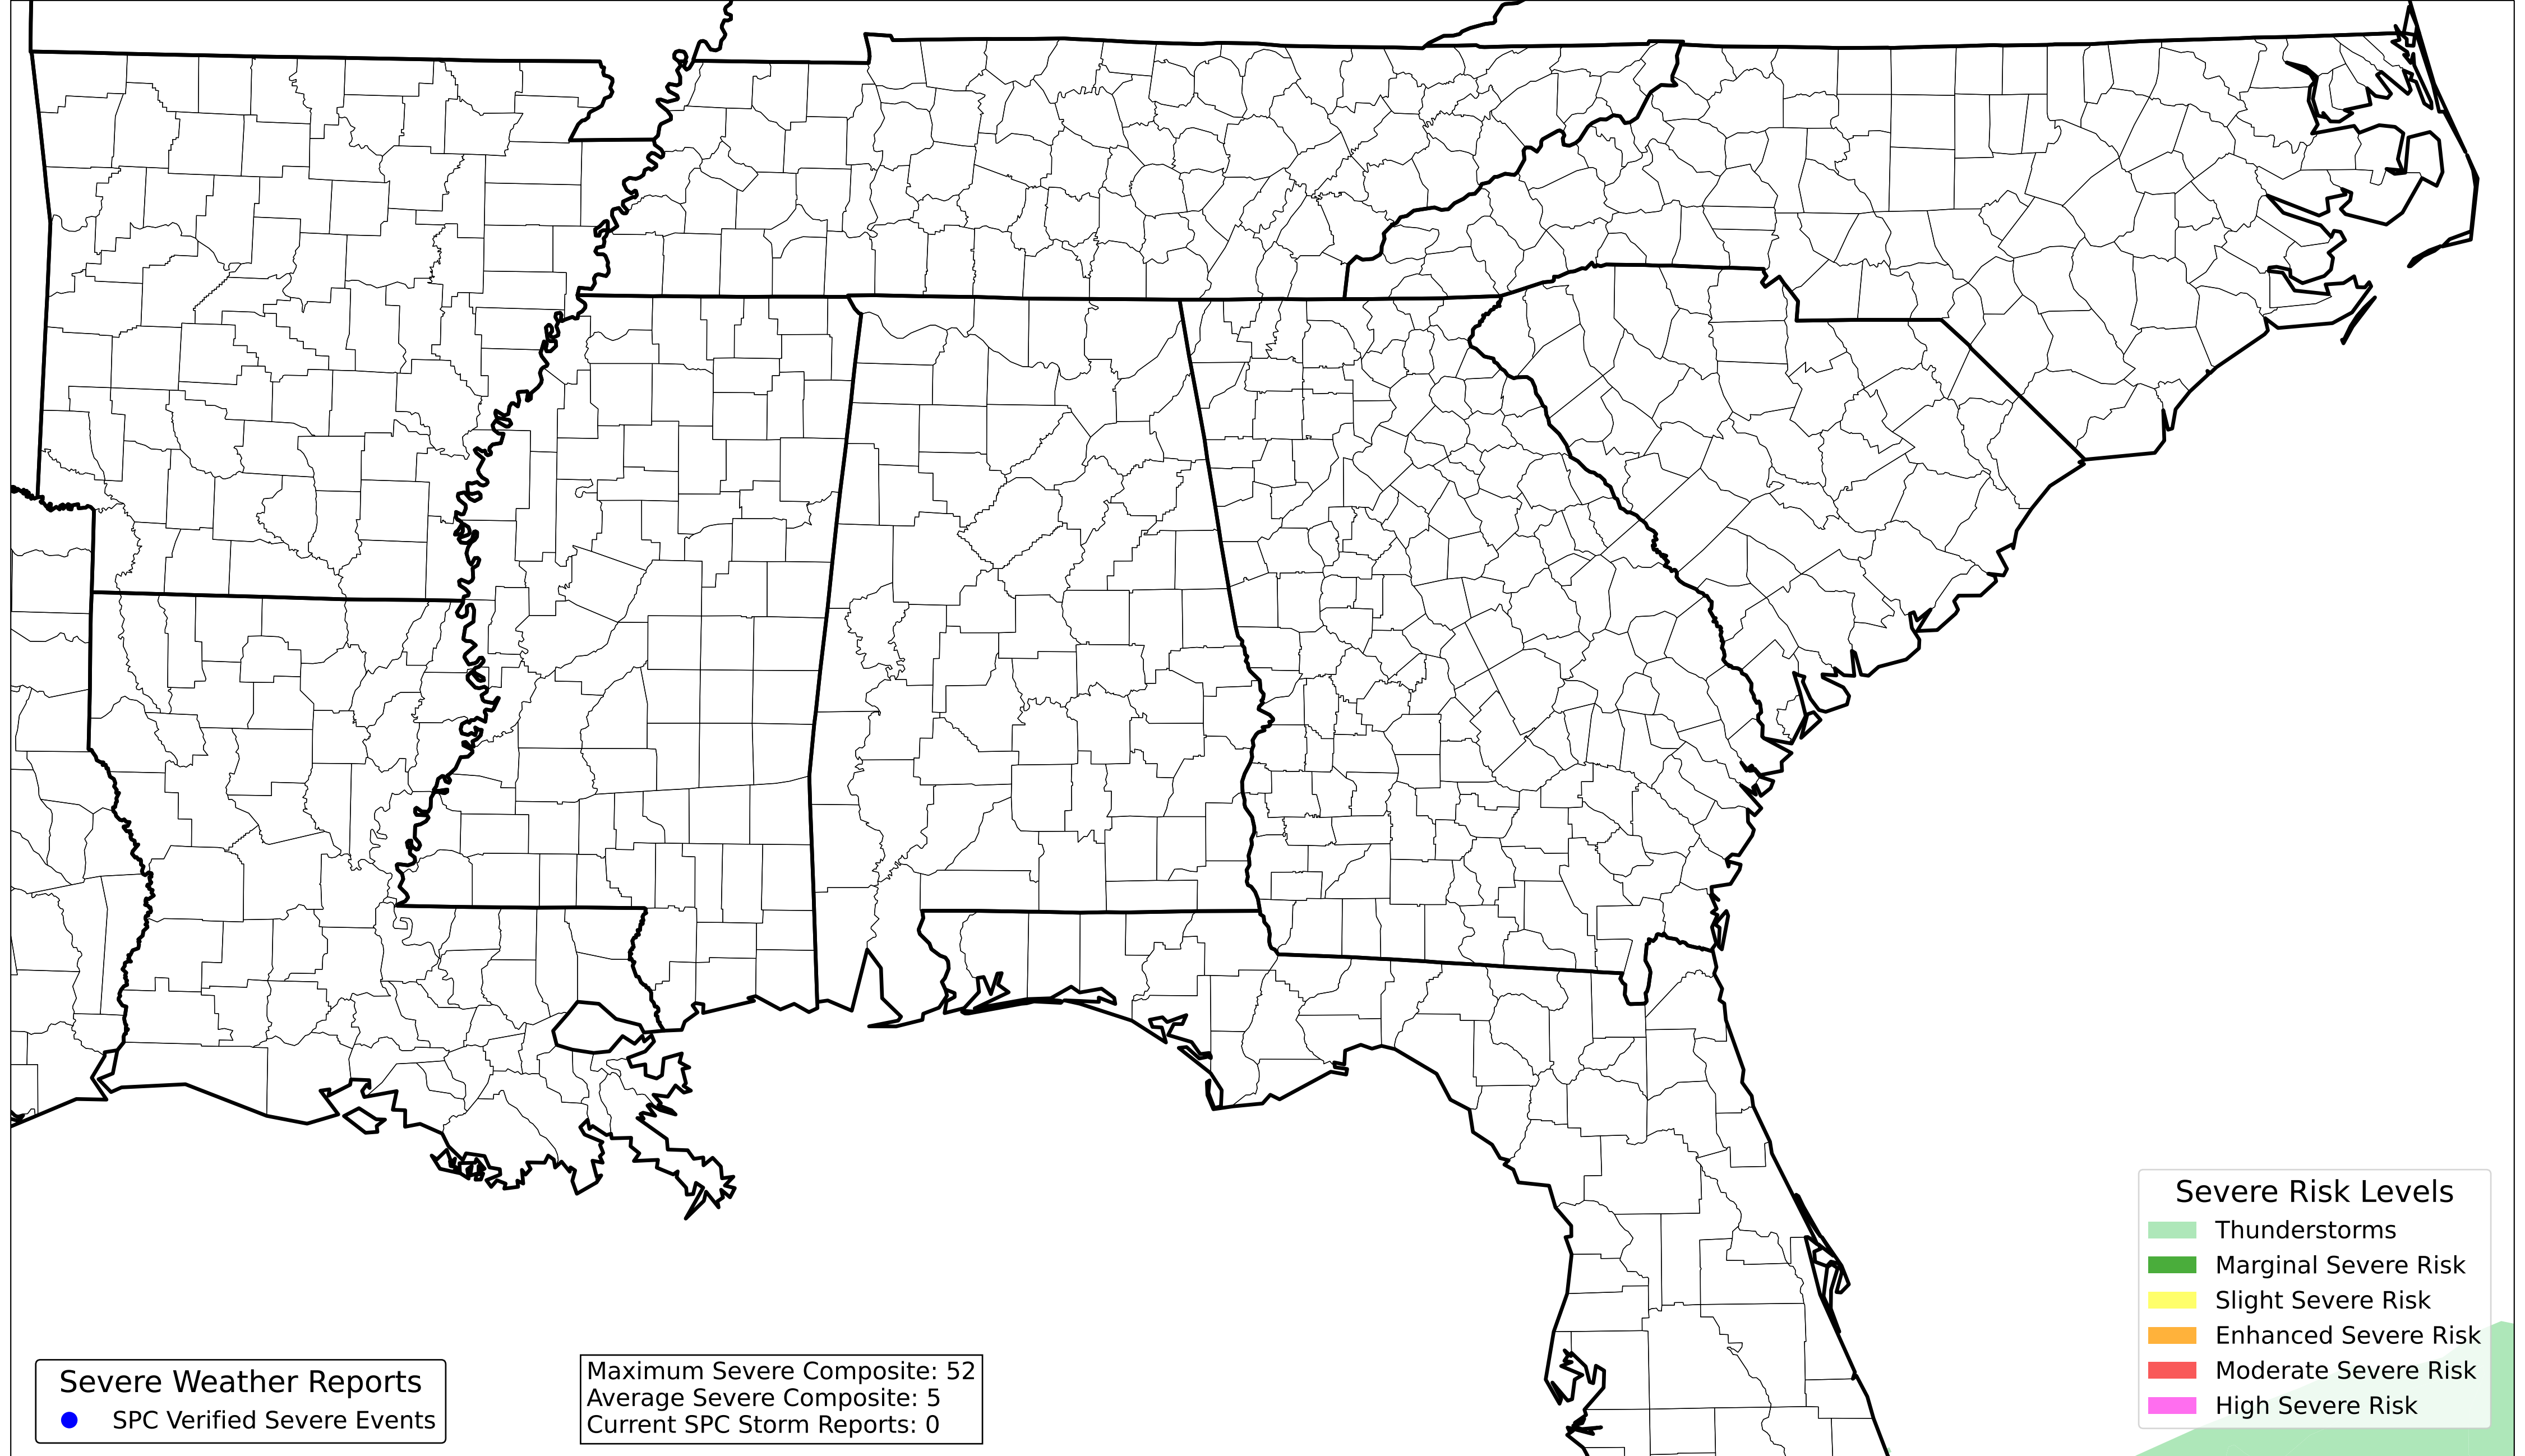 Severe Risk Levels
Thunderstorms
Marginal Severe Risk
Slight Severe Risk
Enhanced Severe Risk
Moderate Severe Risk
High Severe Risk
Severe Weather Reports
SPC Verified Severe Events
Maximum Severe Composite: 52
Average Severe Composite: 5
Current SPC Storm Reports: 0